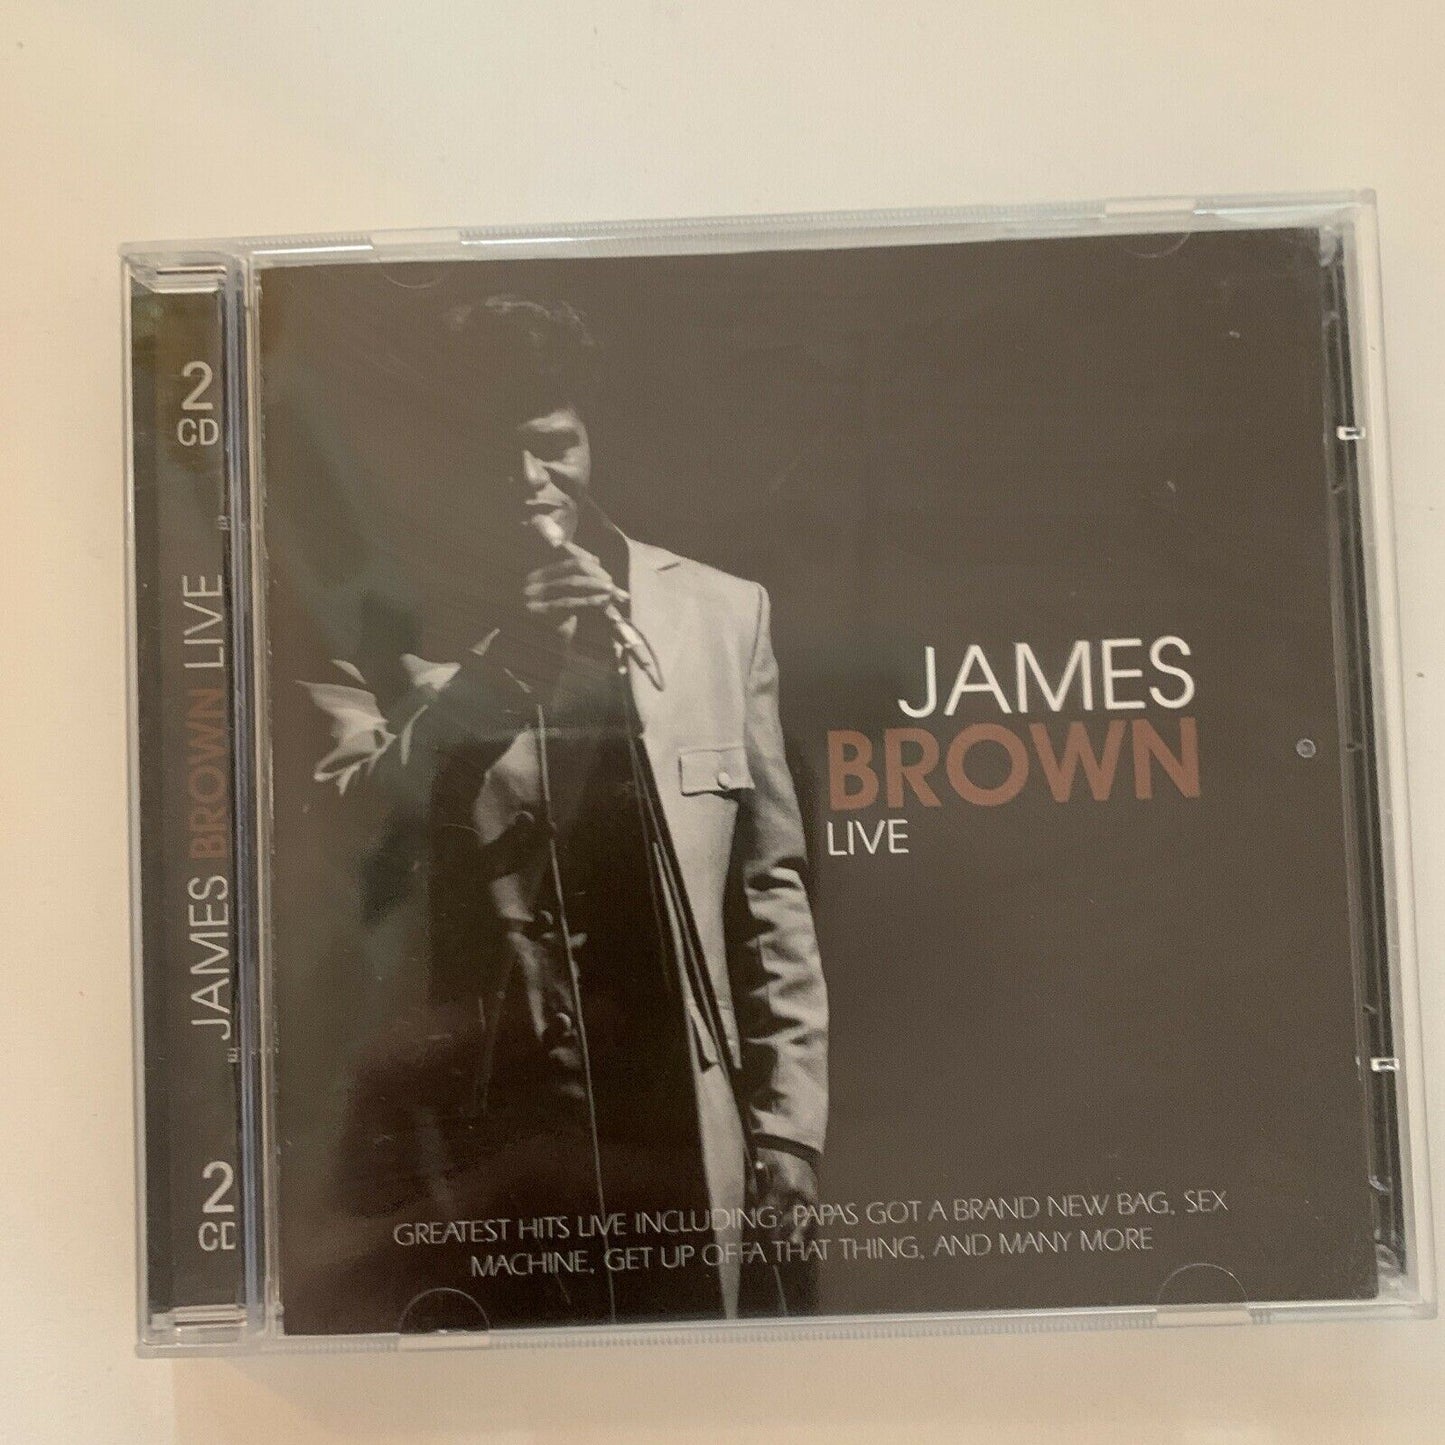 2
CD
JAMES BROWN LIVE
2
CD
JAMES
BROWN
LIVE
GREATEST HITS LIVE INCLUDING: PAPAS GOT A BRAND NEW BAG, SEX
MACHINE, GET UP OFFA THAT THING, AND MANY MORE